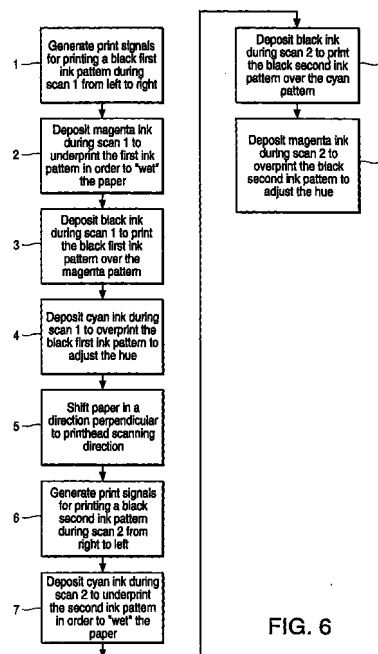 1
Generate print signals
for printing a black first
ink pattern during
scan 1 from left to right
2
Deposit magenta ink
during scan 1 to
underprint the first ink
pattern in order to "wet"
the paper
3
Deposit black ink
during scan 1 to print
the black first ink
pattern over the
magenta pattern
4
Deposit cyan ink
during scan 1 to overprint the
black first ink pattern to
adjust the hue
5
Shift paper in a
direction perpendicular
to printhead scanning
direction
6
Generate print signals
for printing a black
second ink pattern
during scan 2 from
right to left
7
Deposit cyan ink during
scan 2 to underprint
the second ink pattern
in order to "wet" the
paper
Deposit black ink
during scan 2 to print
the black second ink
pattern over the cyan
pattern
Deposit magenta ink
during scan 2 to
overprint the black
second ink pattern to
adjust the hue
FIG. 6